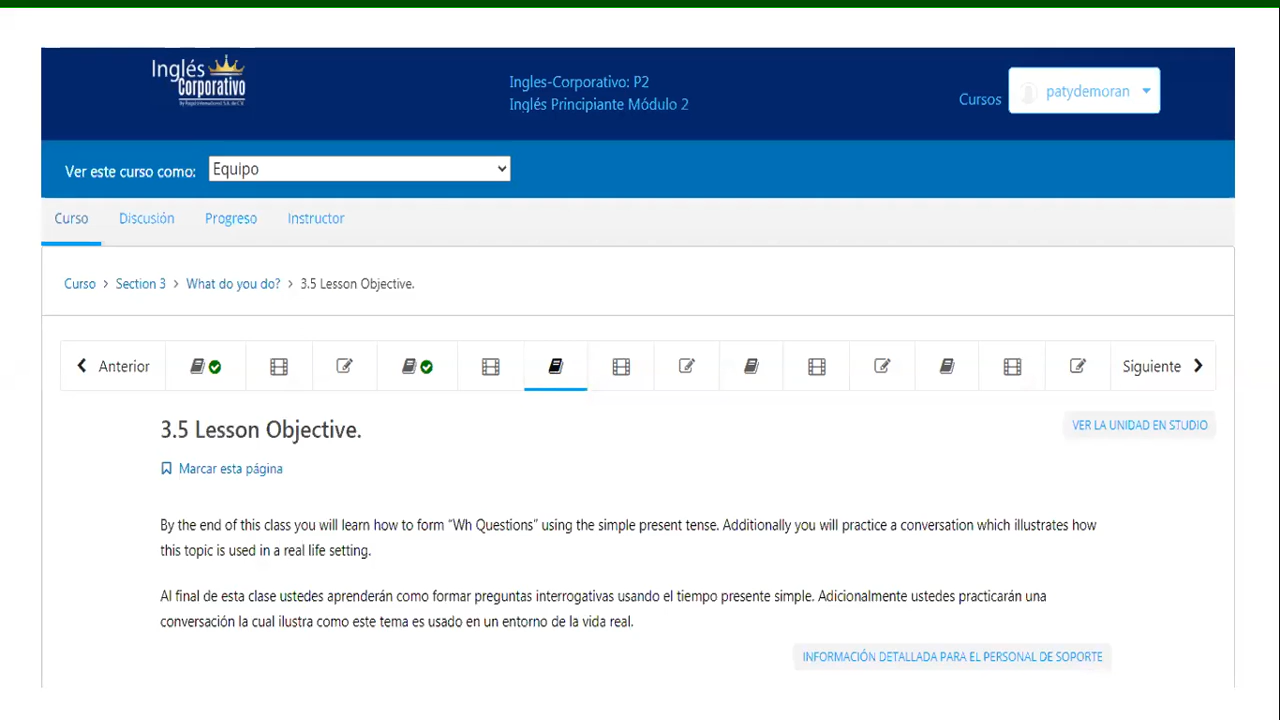 Inglés
Corporativo
Ingles-Corporativo: P2
Inglés Principiante Módulo 2
Cursos
patydemoran
Ver este curso como:
Equipo
Curso
Discusión
Progreso
Instructor
Curso > Section 3 > What do you do? > 3.5 Lesson Objective.
Anterior
Siguiente
3.5 Lesson Objective.
VER LA UNIDAD EN STUDIO
Marcar esta página
By the end of this class you will learn how to form “Wh Questions” using the simple present tense. Additionally you will practice a conversation which illustrates how
this topic is used in a real life setting.
Al final de esta clase ustedes aprenderán como formar preguntas interrogativas usando el tiempo presente simple. Adicionalmente ustedes practicarán una
conversación la cual ilustra como este tema es usado en un entorno de la vida real.
INFORMACIÓN DETALLADA PARA EL PERSONAL DE SOPORTE